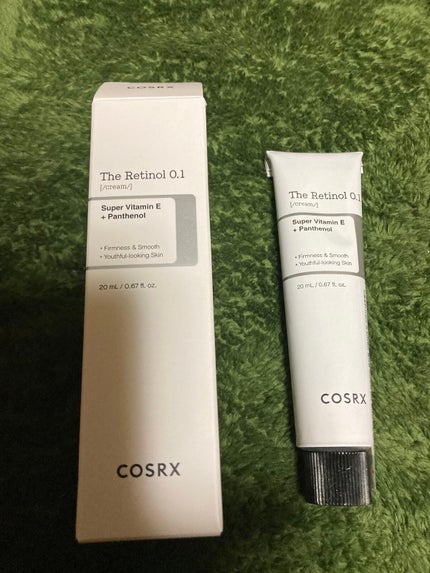 COSRX
The Retinol 0.1
[/cream/]
Super Vitamin E
+ Panthenol
• Firmness & Smooth
• Youthful-looking Skin
20 mL / 0.67 fl. oz.
COSRX
The Retinol 0.1
[/cream/]
Super Vitamin E
+ Panthenol
• Firmness & Smooth
• Youthful-looking Skin
20 mL / 0.67 fl. oz.
COSRX